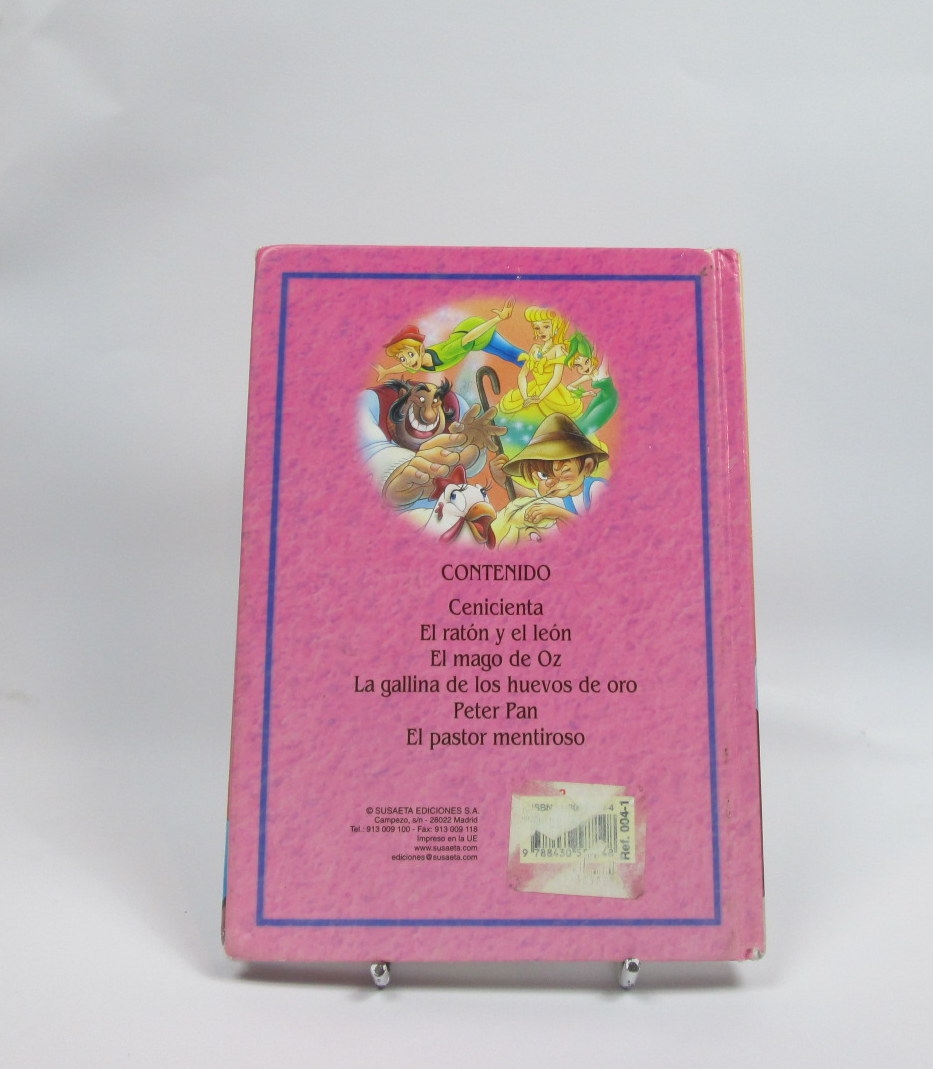 CONTENIDO
Cenicienta
El ratón y el león
El mago de Oz
La gallina de los huevos de oro
Peter Pan
El pastor mentiroso
© SUSAETA EDICIONES S.A.
Campezo, s/n - 28022 Madrid
Tel.: 913 009 100 - Fax: 913 009 118
Impreso en la UE
www.susaeta.com
ediciones@susaeta.com
ISBN
Ref. 004-1